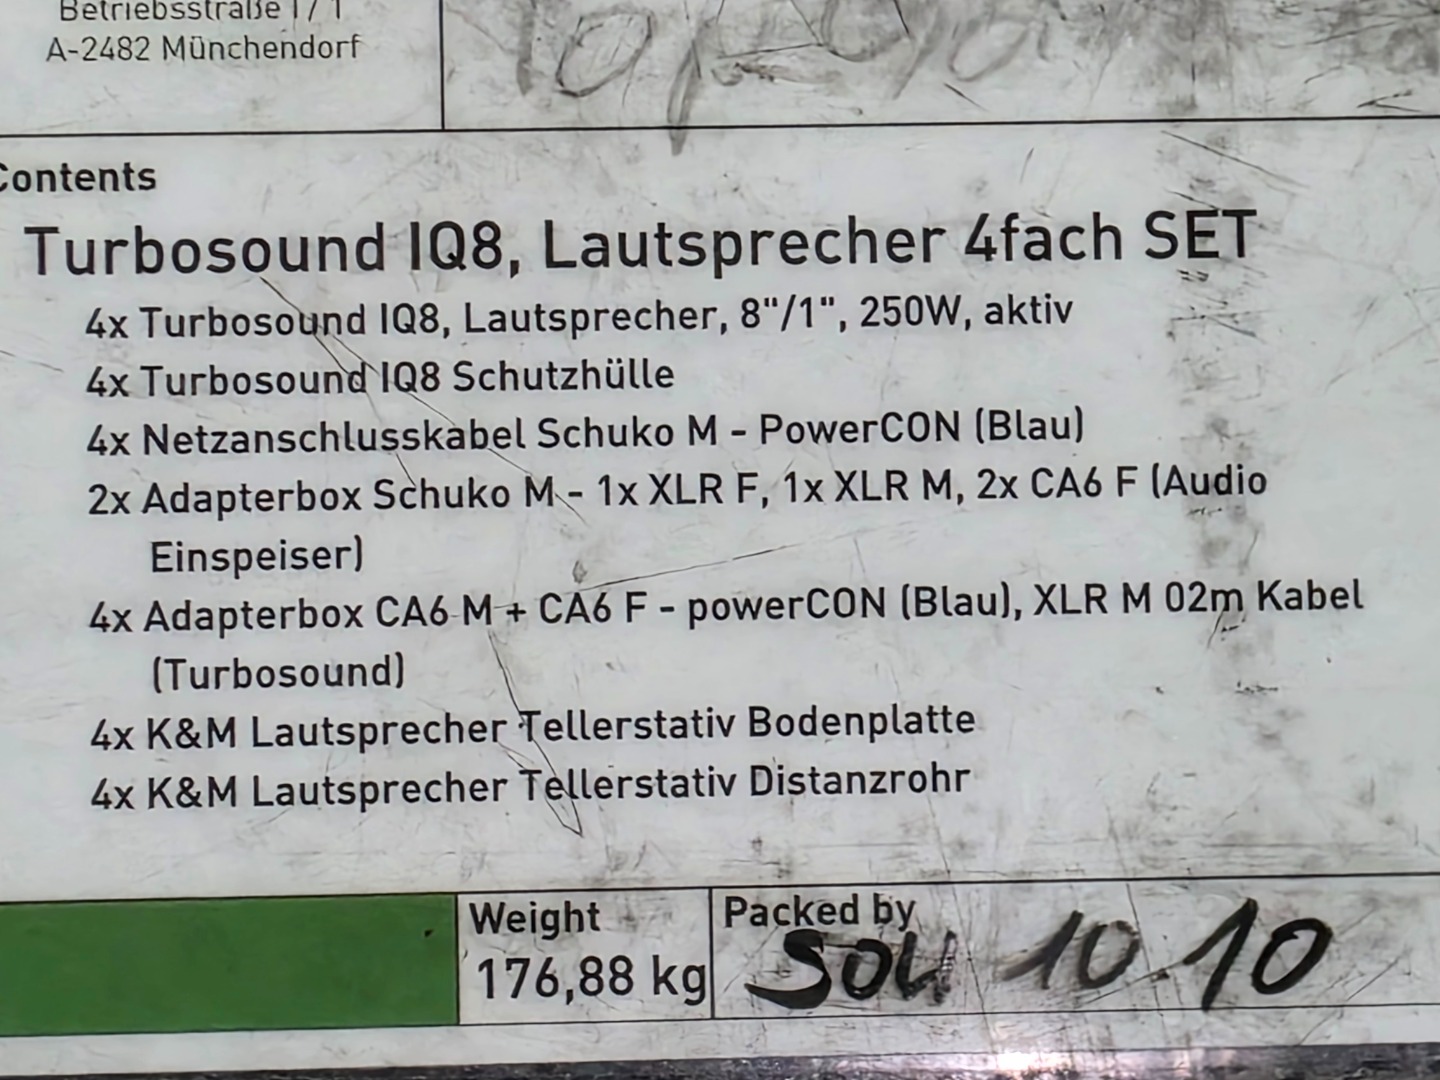 Betriebsstraße
A-2482 Münchendorf
Contents
Turbosound IQ8, Lautsprecher 4fach SET
4x Turbosound IQ8, Lautsprecher, 8"/1", 250W, aktiv
4x Turbosound IQ8 Schutzhülle
4x Netzanschlusskabel Schuko M - PowerCON (Blau)
2x Adapterbox Schuko M - 1x XLR F, 1x XLR M, 2x CA6 F (Audio
Einspeiser)
4x Adapterbox CA6 M + CA6 F - powerCON (Blau), XLR M 02m Kabel
(Turbosound)
4x K&M Lautsprecher Tellerstativ Bodenplatte
4x K&M Lautsprecher Tellerstativ Distanzrohr
Weight
176,88 kg
Packed by
10.10